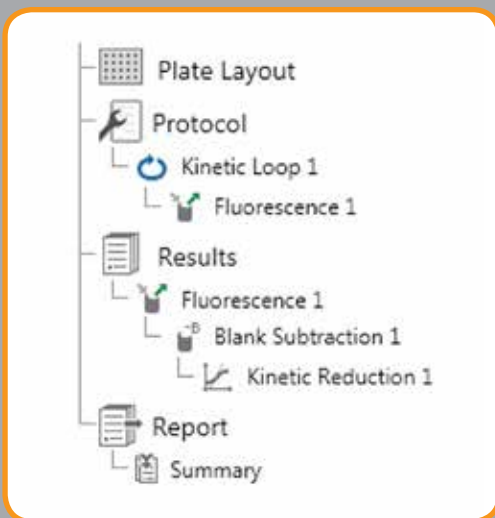 Plate Layout
Protocol
Kinetic Loop 1
Fluorescence 1
Results
Fluorescence 1
-B
Blank Subtraction 1
Kinetic Reduction 1
Report
Summary